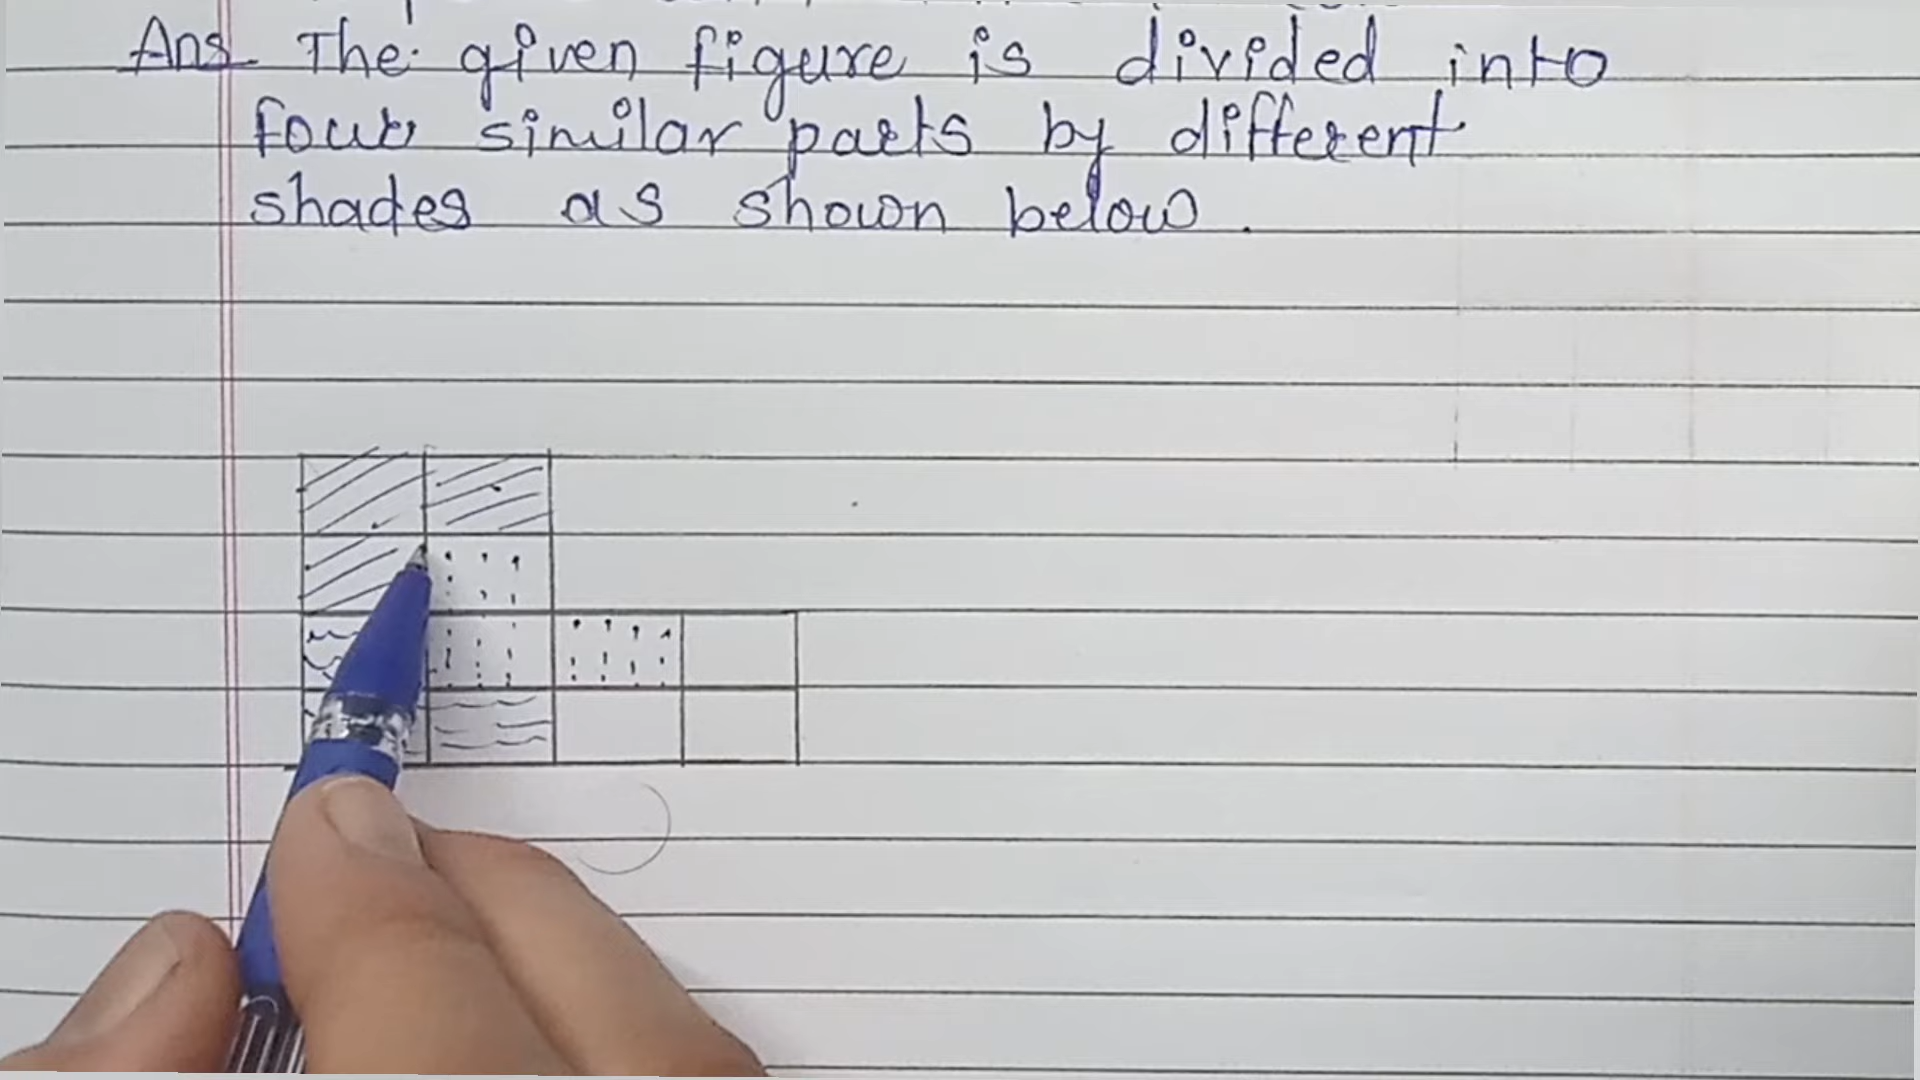 Ans. The given figure is divided into
four similar parts by different
shades as shown below.